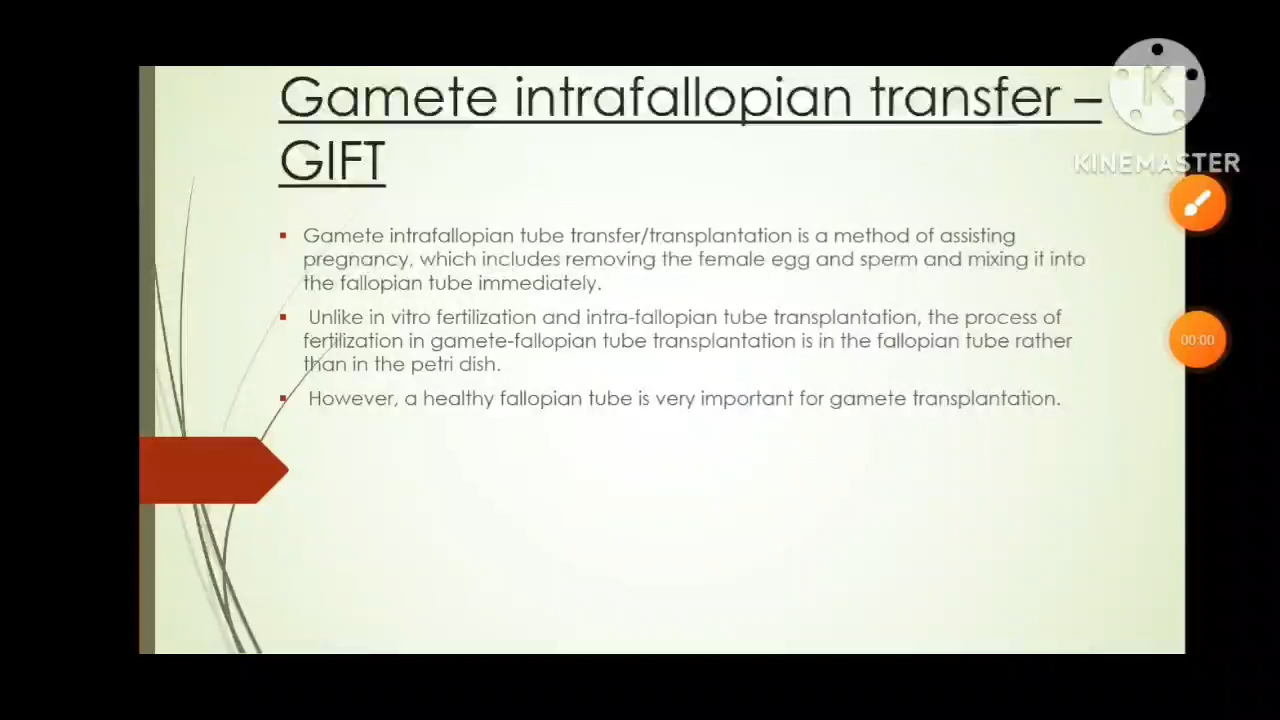 Gamete intrafallopian transfer –
GIFT
KINEMASTER
▪ Gamete intrafallopian tube transfer/transplantation is a method of assisting
pregnancy, which includes removing the female egg and sperm and mixing it into
the fallopian tube immediately.
▪ Unlike in vitro fertilization and intra-fallopian tube transplantation, the process of
fertilization in gamete-fallopian tube transplantation is in the fallopian tube rather
than in the petri dish.
00:00
▪ However, a healthy fallopian tube is very important for gamete transplantation.